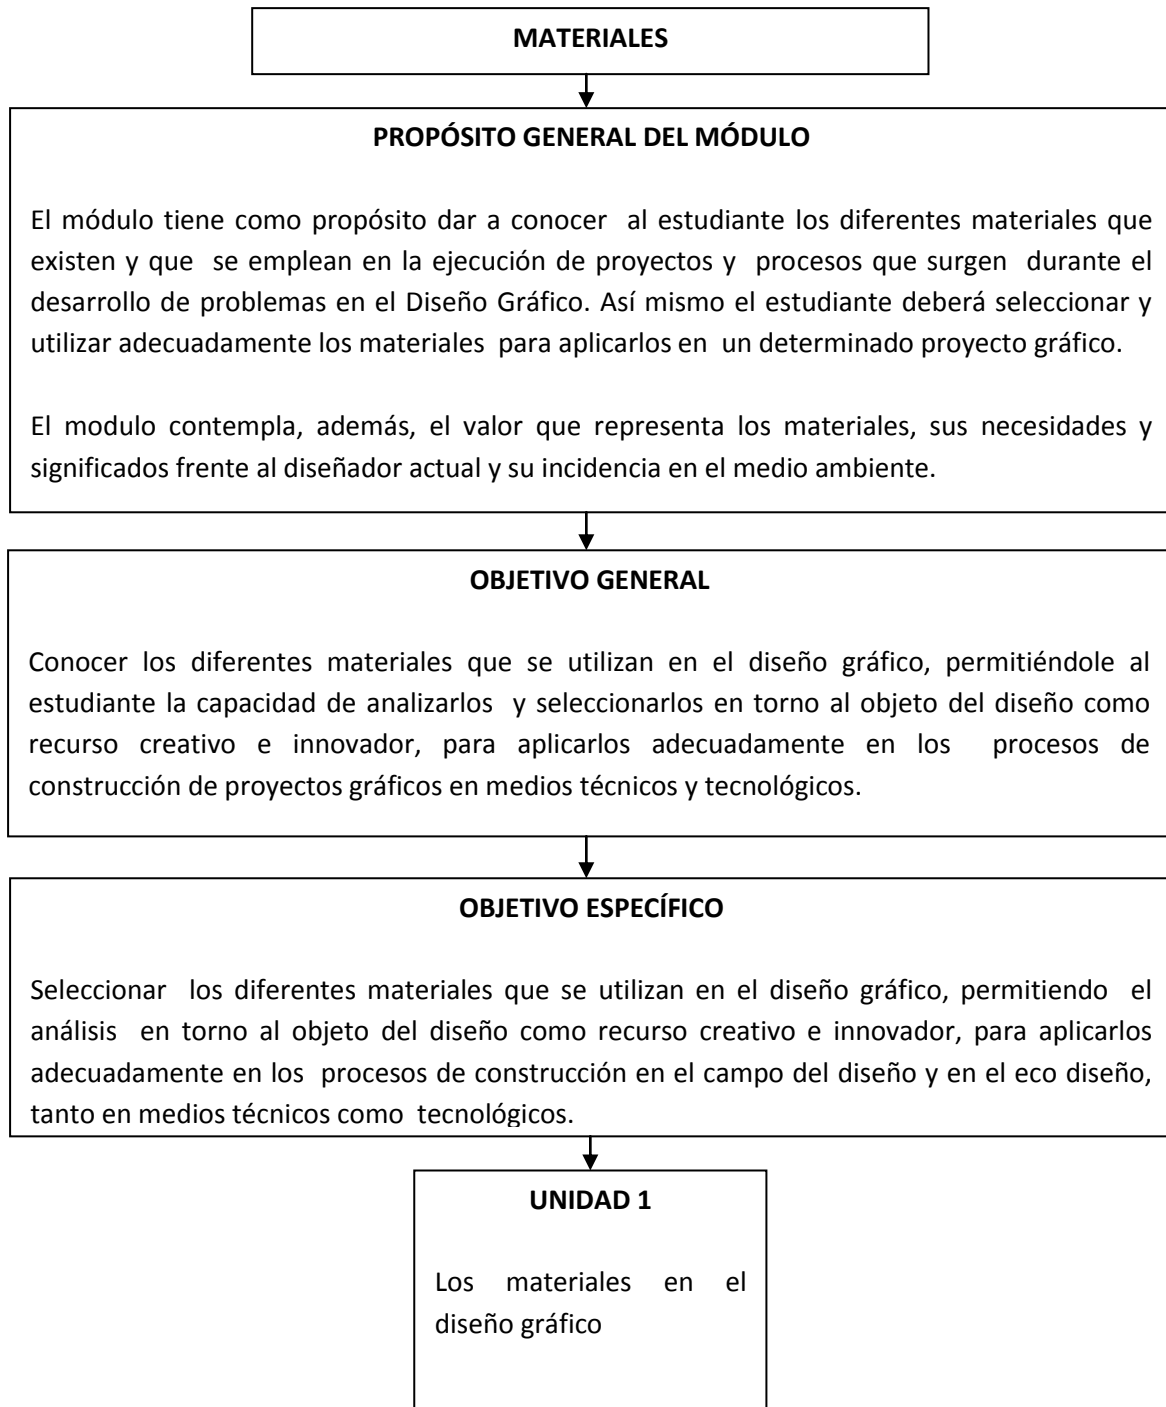 MATERIALES
PROPÓSITO GENERAL DEL MÓDULO
El módulo tiene como propósito dar a conocer al estudiante los diferentes materiales que
existen y que se emplean en la ejecución de proyectos y procesos que surgen durante el
desarrollo de problemas en el Diseño Gráfico. Así mismo el estudiante deberá seleccionar y
utilizar adecuadamente los materiales para aplicarlos en un determinado proyecto gráfico.
El modulo contempla, además, el valor que representa los materiales, sus necesidades y
significados frente al diseñador actual y su incidencia en el medio ambiente.
OBJETIVO GENERAL
Conocer los diferentes materiales que se utilizan en el diseño gráfico, permitiéndole al
estudiante la capacidad de analizarlos y seleccionarlos en torno al objeto del diseño como
recurso creativo e innovador, para aplicarlos adecuadamente en los procesos de
construcción de proyectos gráficos en medios técnicos y tecnológicos.
OBJETIVO ESPECÍFICO
Seleccionar los diferentes materiales que se utilizan en el diseño gráfico, permitiendo el
análisis en torno al objeto del diseño como recurso creativo e innovador, para aplicarlos
adecuadamente en los procesos de construcción en el campo del diseño y en el eco diseño,
tanto en medios técnicos como tecnológicos.
UNIDAD 1
Los materiales en el
diseño gráfico